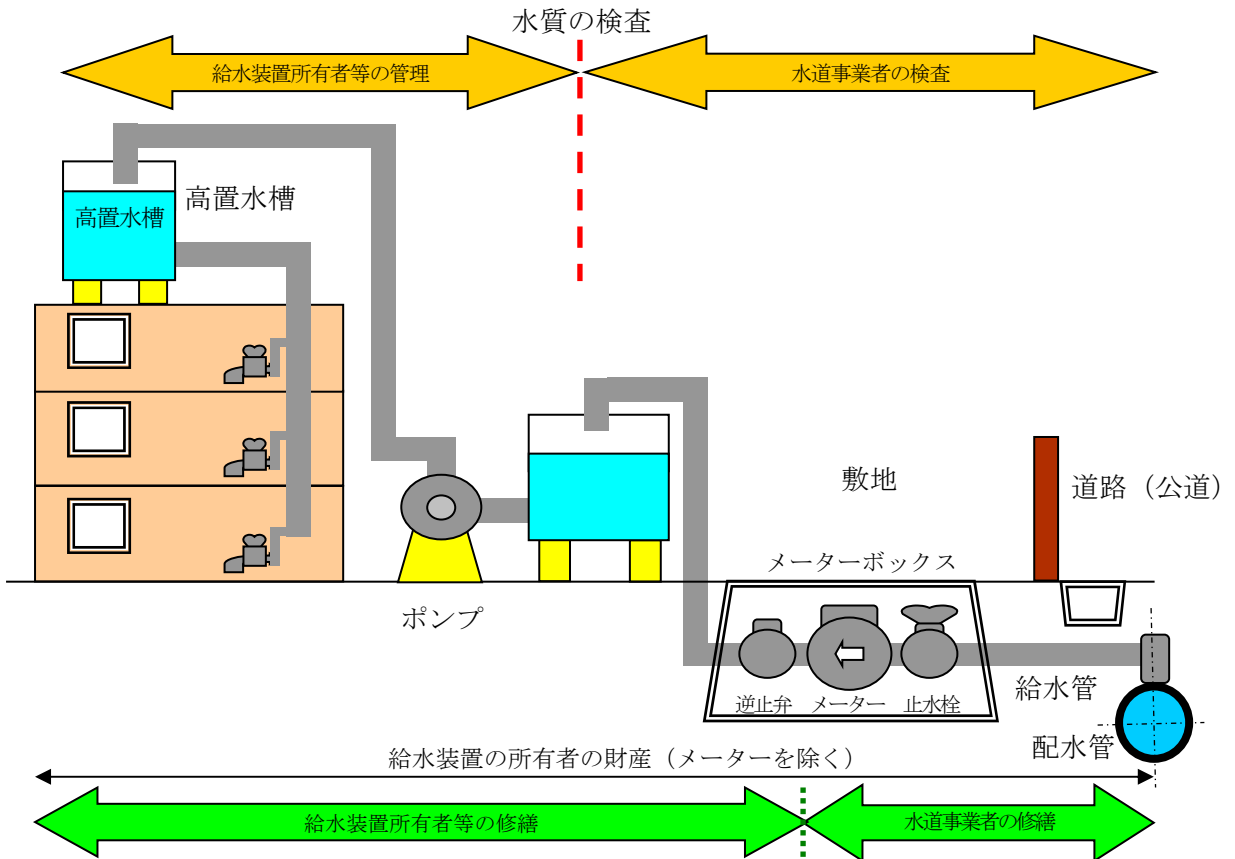 水質の検査
給水装置所有者等の管理
水道事業者の検査
高置水槽
高置水槽
敷地
道路（公道）
メーターボックス
ポンプ
逆止弁
メーター
止水栓
給水管
配水管
給水装置の所有者の財産（メーターを除く）
給水装置所有者等の修繕
水道事業者の修繕